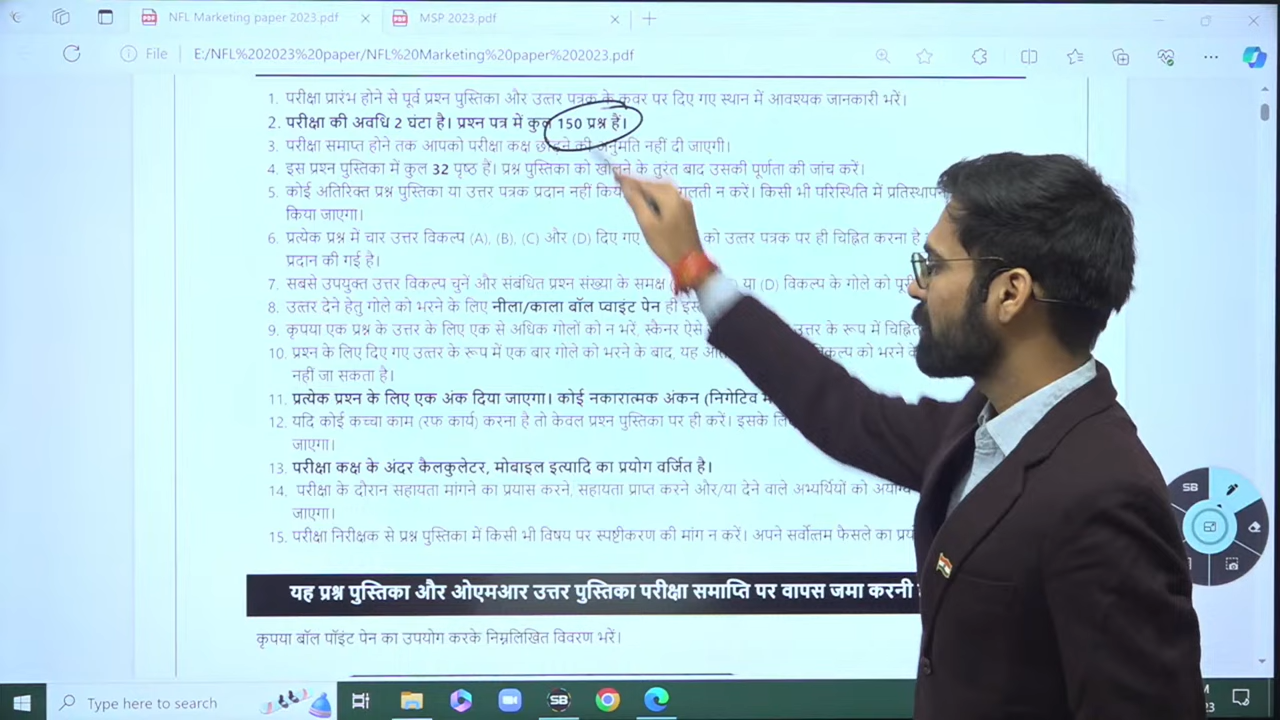 NFL Marketing paper 2023.pdf
MSP 2023.pdf
File
E:/NFL%202023%20paper/NFL%20Marketing%20paper%202023.pdf
1. परीक्षा प्रारंभ होने से पूर्व प्रश्न पुस्तिका और उत्तर पत्रक के कवर पर दिए गए स्थान में आवश्यक जानकारी भरें।
2. परीक्षा की अवधि 2 घंटा है। प्रश्न पत्र में कुल 150 प्रश्न हैं।
3. परीक्षा समाप्त होने तक आपको परीक्षा कक्ष छोड़ने की अनुमति नहीं दी जाएगी।
4. इस प्रश्न पुस्तिका में कुल 32 पृष्ठ हैं। प्रश्न पुस्तिका को खोलने के तुरंत बाद उसकी पूर्णता की जांच करें।
5. कोई अतिरिक्त प्रश्न पुस्तिका या उत्तर पत्रक प्रदान नहीं गलती न करें। किसी भी परिस्थिति में
किया जाएगा।
6. प्रत्येक प्रश्न में चार उत्तर विकल्प (A), (B), (C) और (D) दिए गए को उत्तर पत्रक पर ही चिह्नित करना है
प्रदान की गई है।
7. सबसे उपयुक्त उत्तर विकल्प चुनें और संबंधित प्रश्न संख्या के समक्ष या (D) विकल्प के गोले को
8. उत्तर देने हेतु गोले को भरने के लिए नीला/काला बॉल प्वाइंट पेन ही
9. कृपया एक प्रश्न के उत्तर के लिए एक से अधिक गोलों को न भरें, स्कैनर ऐसे उत्तर के रूप में
10. प्रश्न के लिए दिए गए उत्तर के रूप में एक बार गोले को भरने के बाद, यह को भरने के
नहीं जा सकता है।
11. प्रत्येक प्रश्न के लिए एक अंक दिया जाएगा। कोई नकारात्मक अंकन (निगेटिव
12. यदि कोई कच्चा काम (रफ कार्य) करना है तो केवल प्रश्न पुस्तिका पर ही करें। इसके
जाएगा।
13. परीक्षा कक्ष के अंदर कैलकुलेटर, मोबाइल इत्यादि का प्रयोग वर्जित है।
14. परीक्षा के दौरान सहायता मांगने का प्रयास करने, सहायता प्राप्त करने और/या देने वाले अभ्यर्थियों को
जाएगा।
15. परीक्षा निरीक्षक से प्रश्न पुस्तिका में किसी भी विषय पर स्पष्टीकरण की मांग न करें। अपने सर्वोत्तम फैसले का
यह प्रश्न पुस्तिका और ओएमआर उत्तर पुस्तिका परीक्षा समाप्ति पर वापस जमा करनी
कृपया बॉल पॉइंट पेन का उपयोग करके निम्नलिखित विवरण भरें।
SB
Type here to search
SB